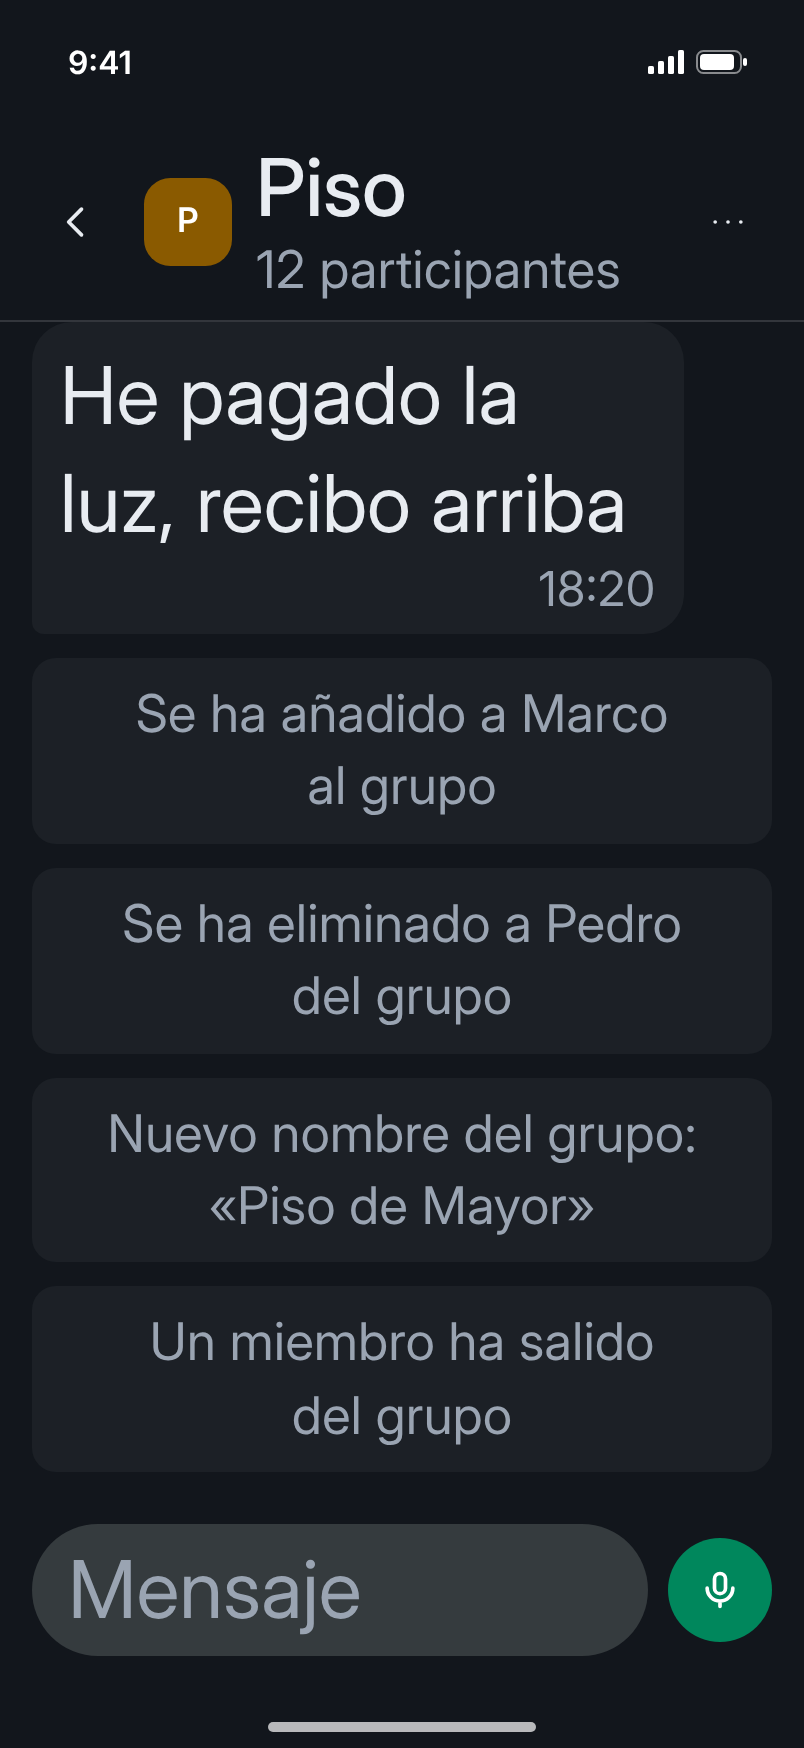 9:41
P
Piso
12 participantes
He pagado la
luz, recibo arriba
18:20
Se ha añadido a Marco
al grupo
Se ha eliminado a Pedro
del grupo
Nuevo nombre del grupo:
«Piso de Mayor»
Un miembro ha salido
del grupo
Mensaje